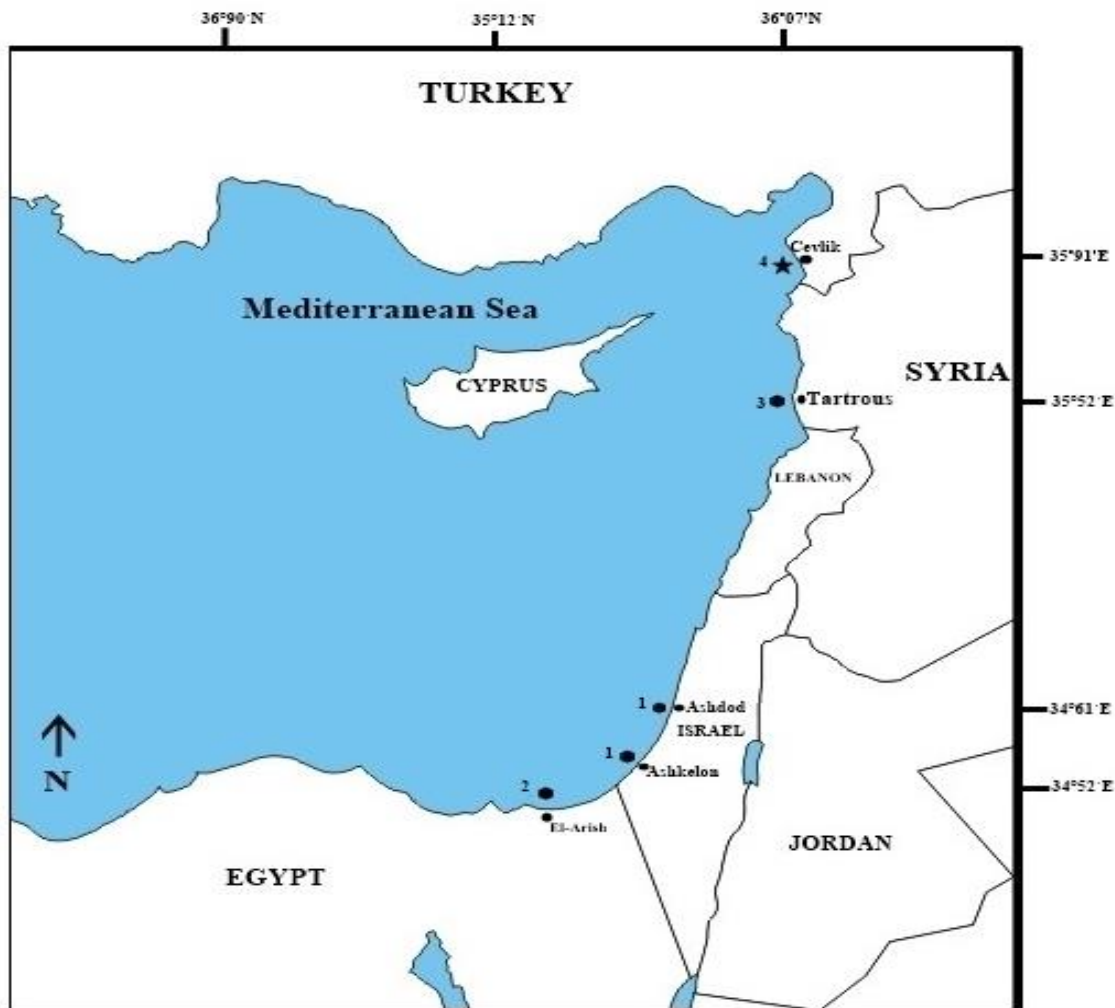 36°90'N
35°12'N
36°07'N
TURKEY
Cevlik
4
35°91'E
Mediterranean Sea
SYRIA
CYPRUS
3
Tartrous
35°52'E
LEBANON
1
Ashdod
34°61'E
ISRAEL
1
Ashkelon
N
2
34°52'E
El-Arish
JORDAN
EGYPT